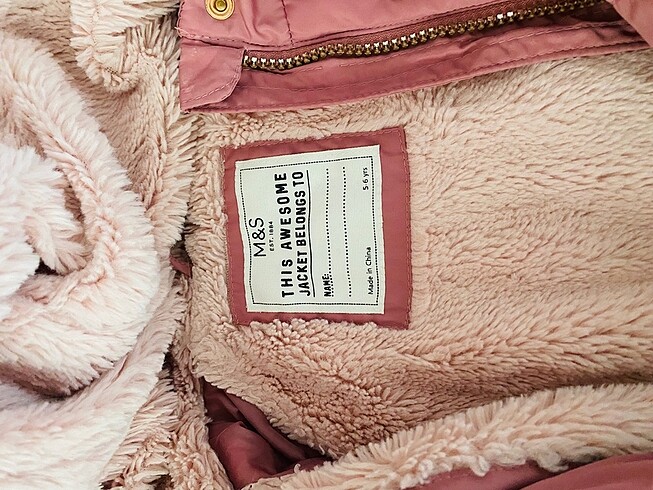 M&S
EST. 1884
THIS AWESOME
JACKET BELONGS TO
NAME:
Made in China 5-6 yrs